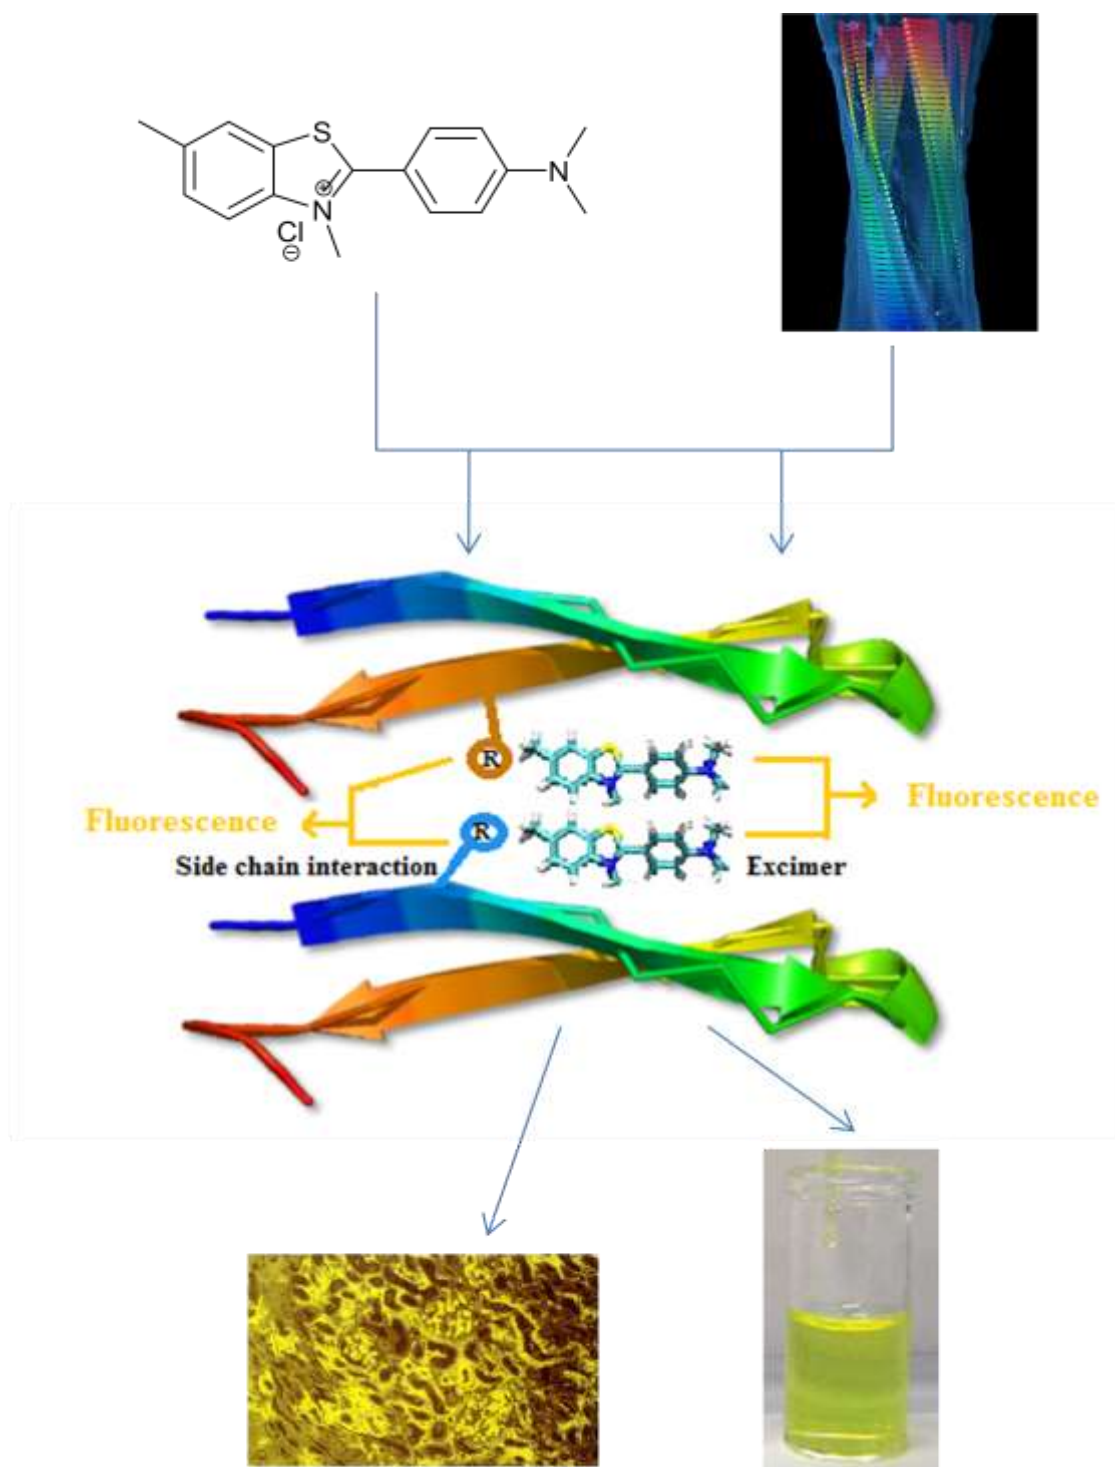 S
N
N
⊕
Cl
⊖
R
Fluorescence
Fluorescence
R
Side chain interaction
Excimer